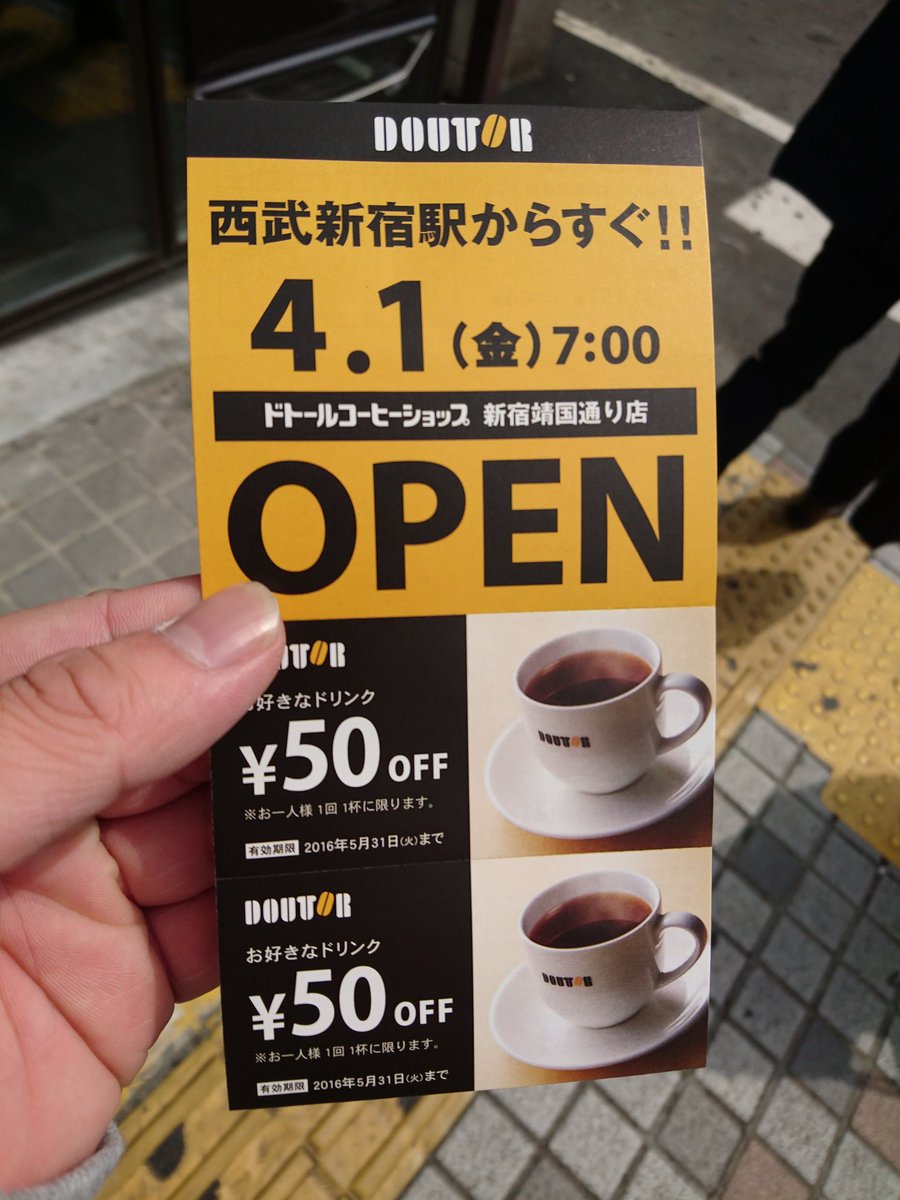 DOUTOR
西武新宿駅からすぐ!!
4.1(金)7:00
ドトールコーヒーショップ 新宿靖国通り店
OPEN
お好きなドリンク
¥50 OFF
※お一人様1回1杯に限ります。
有効期限 2016年5月31日(火)まで
DOUTOR
DOUTOR
お好きなドリンク
¥50 OFF
※お一人様1回1杯に限ります。
有効期限 2016年5月31日(火)まで
DOUTOR